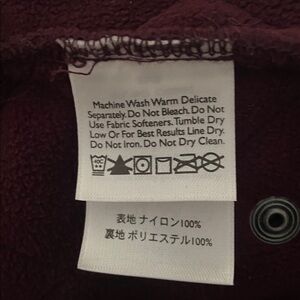 Machine Wash Warm Delicate
Separately. Do Not Bleach. Do Not
Use Fabric Softeners. Tumble Dry
Low Or For Best Results Line Dry.
Do Not Iron. Do Not Dry Clean.
表地 ナイロン100%
裏地 ポリエステル100%